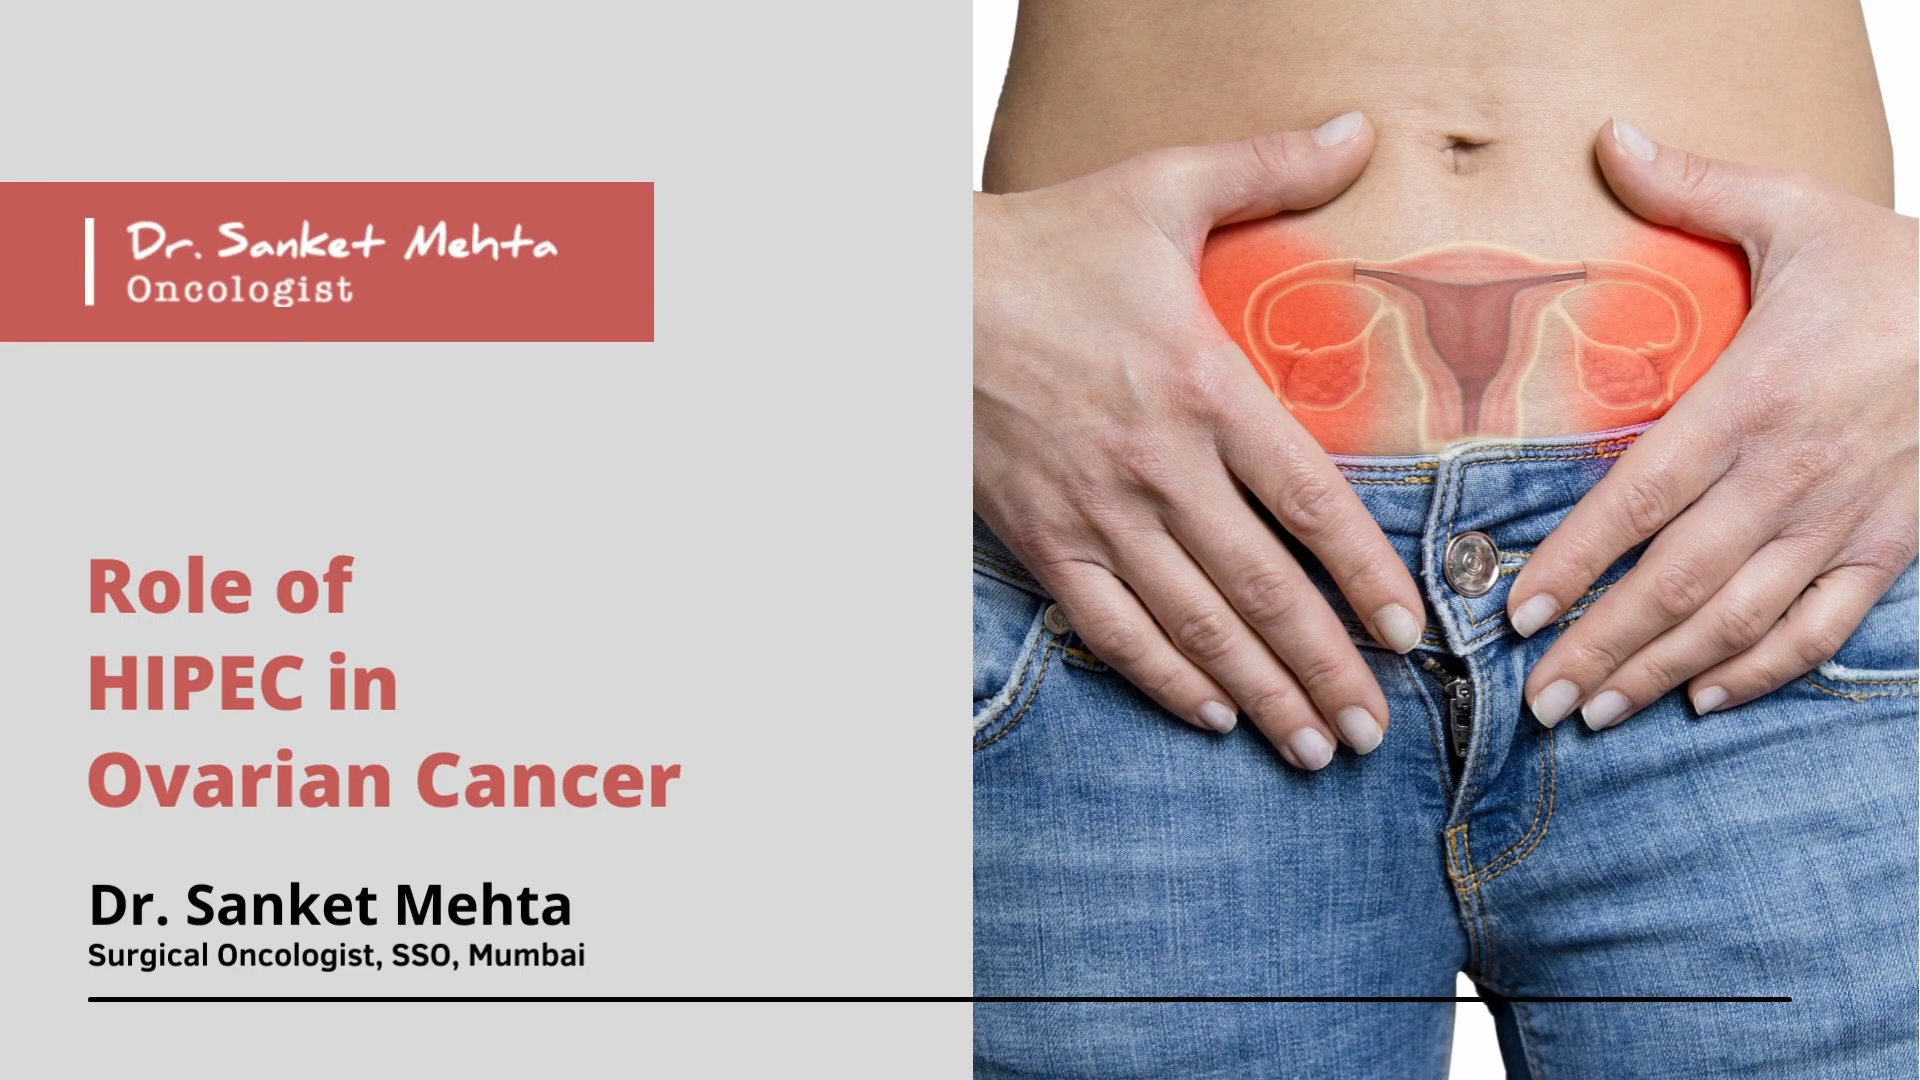 Dr. Sanket Mehta
Oncologist
Role of
HIPEC in
Ovarian Cancer
Dr. Sanket Mehta
Surgical Oncologist, SSO, Mumbai